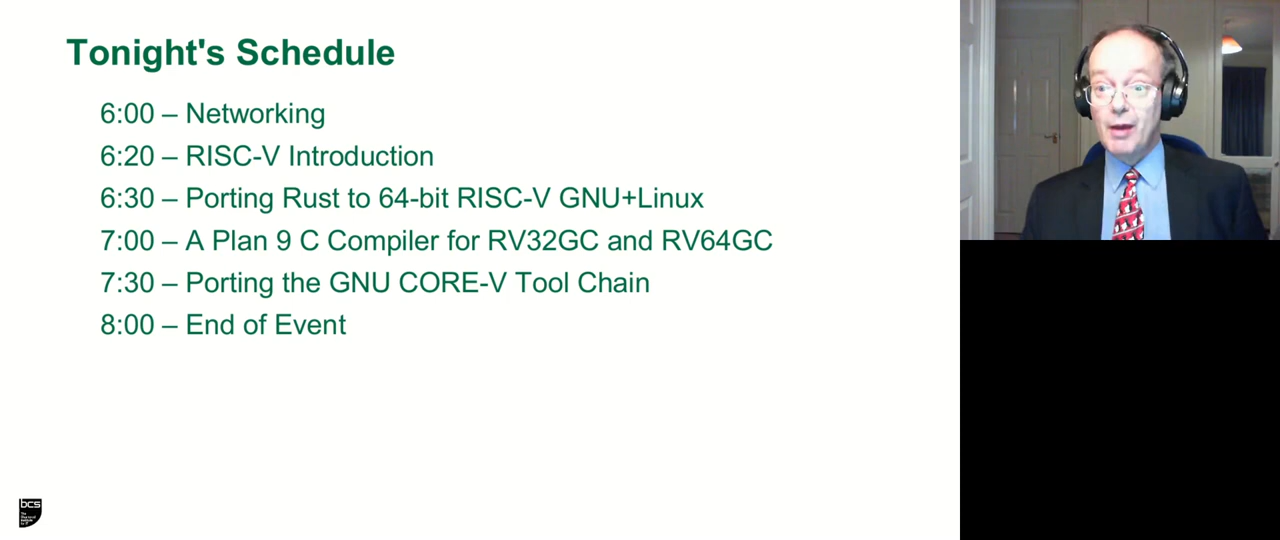 Tonight's Schedule
6:00 – Networking
6:20 – RISC-V Introduction
6:30 – Porting Rust to 64-bit RISC-V GNU+Linux
7:00 – A Plan 9 C Compiler for RV32GC and RV64GC
7:30 – Porting the GNU CORE-V Tool Chain
8:00 – End of Event
bcs